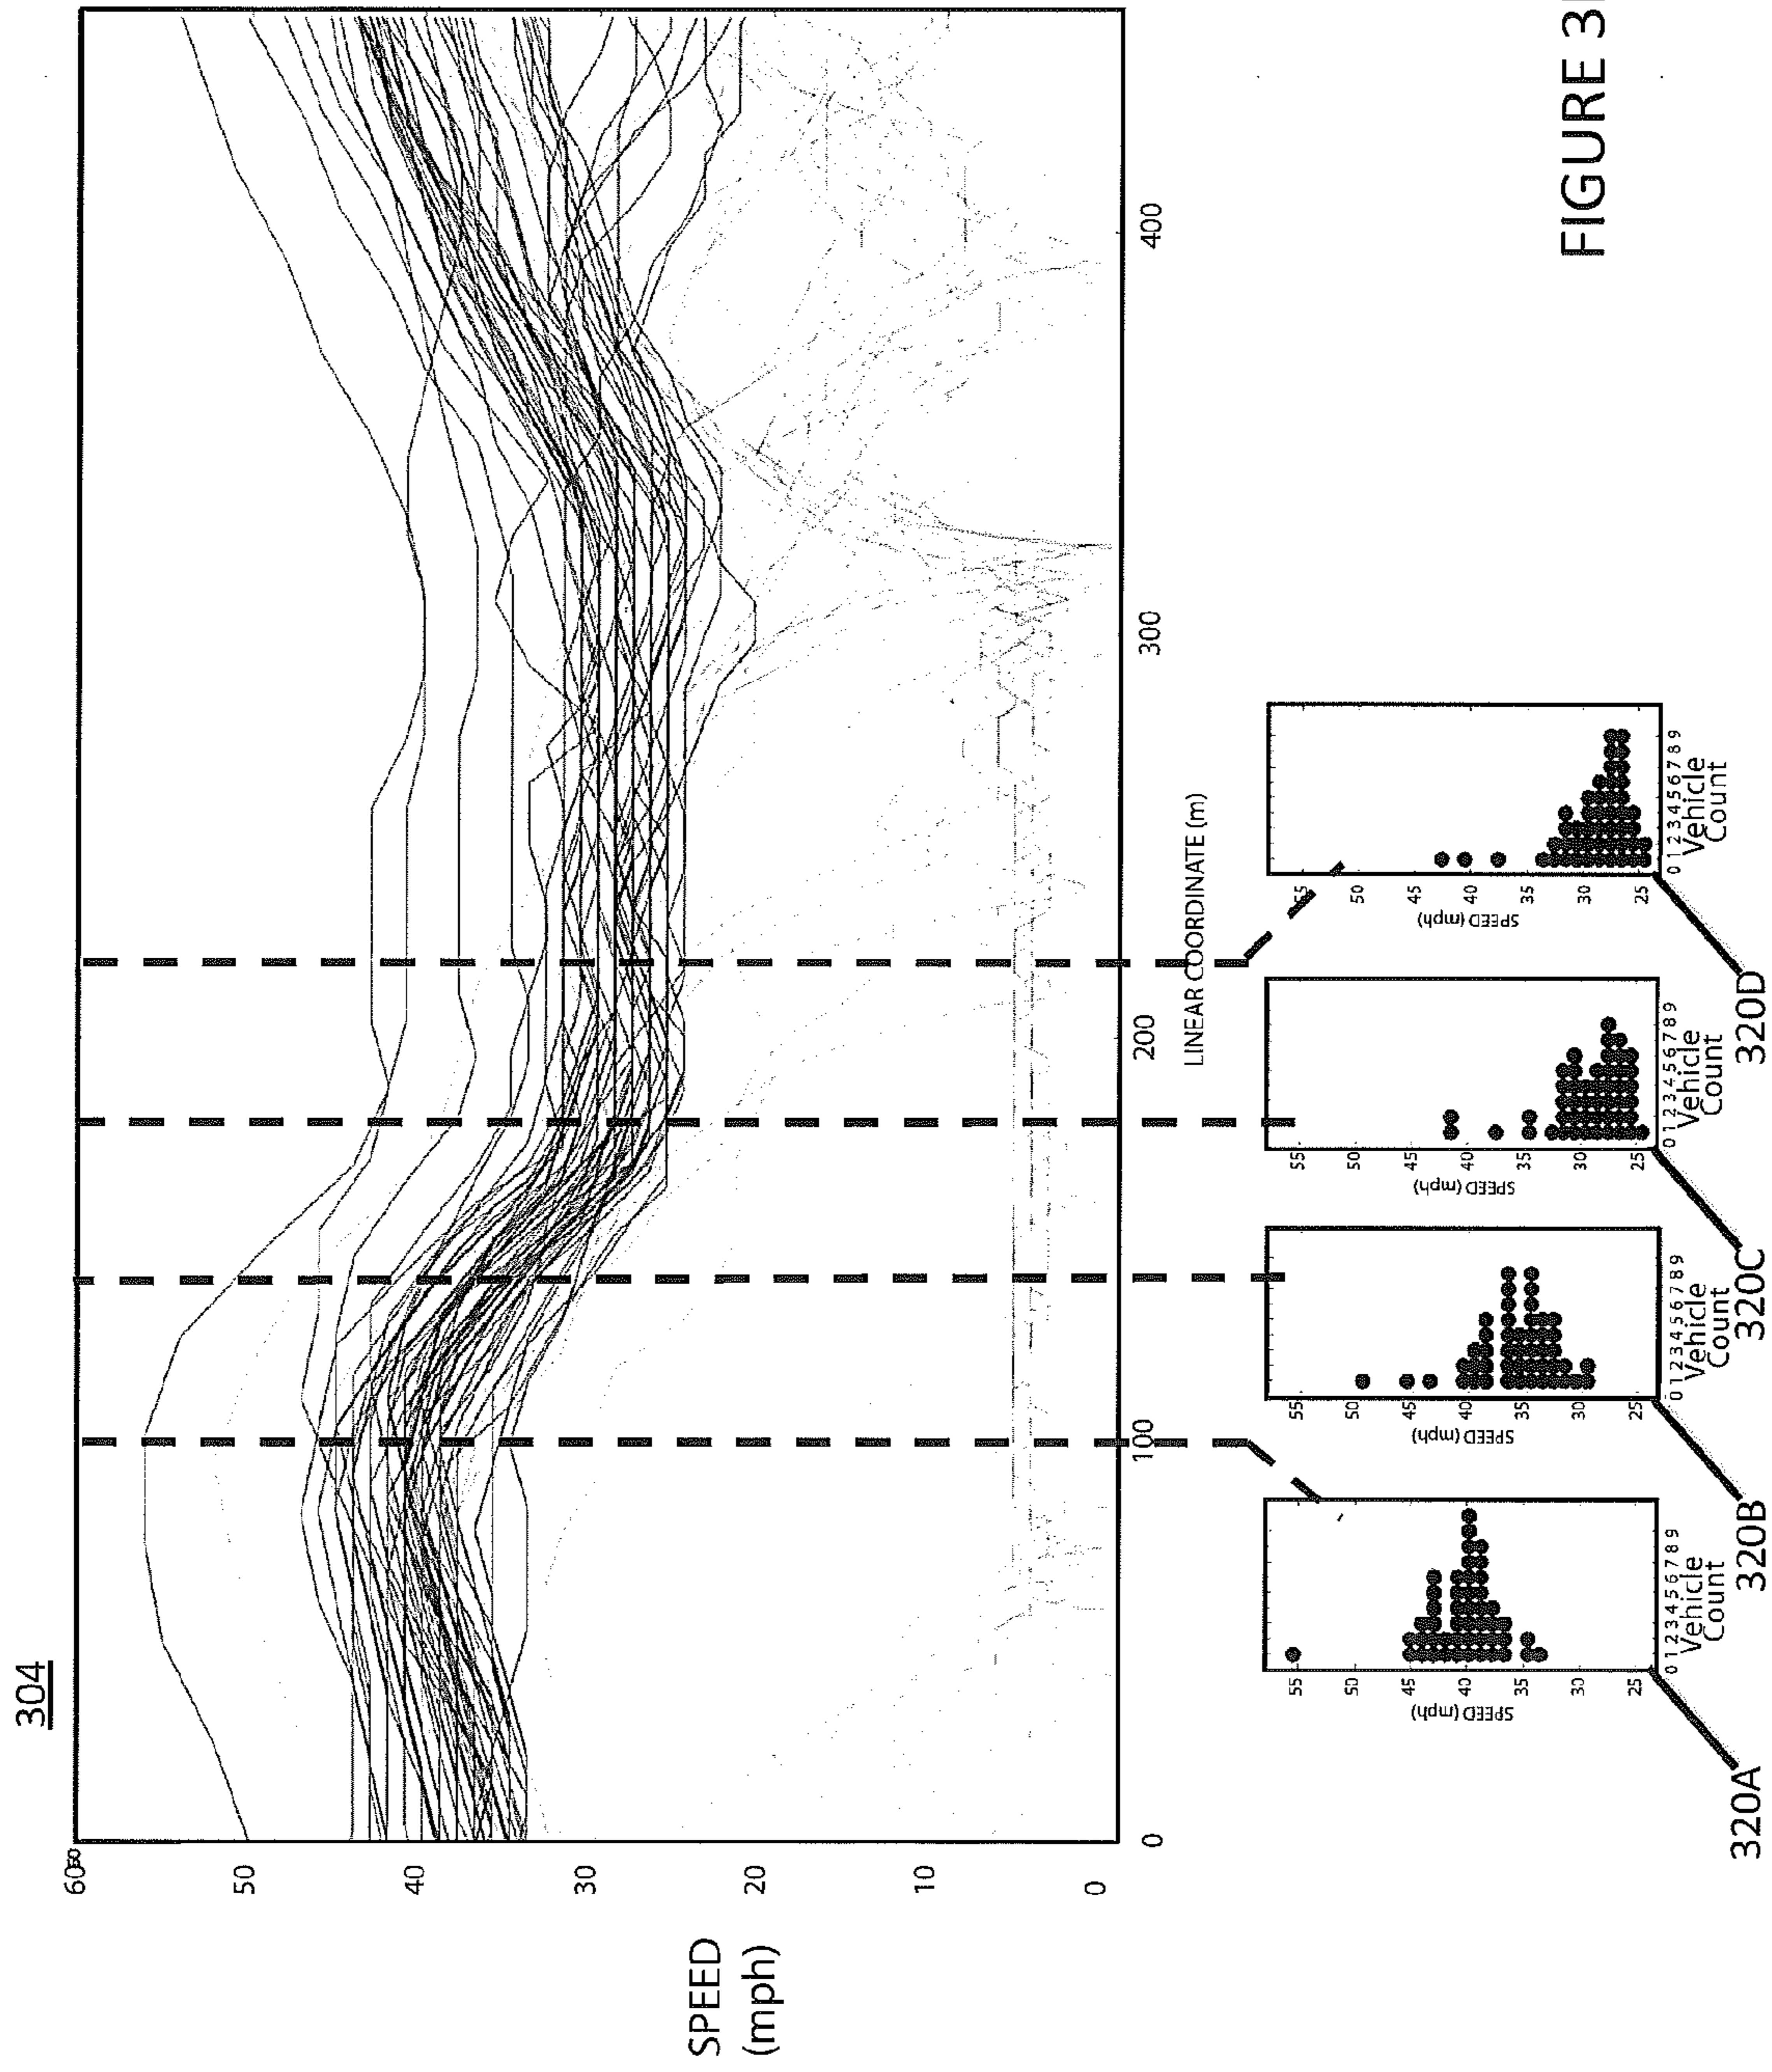 304
SPEED
(mph)
60
50
40
30
20
10
0
0
100
200
300
400
LINEAR COORDINATE (m)
SPEED (mph)
55
50
45
40
35
30
25
0 1 2 3 4 5 6 7 8 9
Vehicle
Count
320A
SPEED (mph)
55
50
45
40
35
30
25
0 1 2 3 4 5 6 7 8 9
Vehicle
Count
320B
SPEED (mph)
55
50
45
40
35
30
25
0 1 2 3 4 5 6 7 8 9
Vehicle
Count
320C
SPEED (mph)
55
50
45
40
35
30
25
0 1 2 3 4 5 6 7 8 9
Vehicle
Count
320D
FIGURE 3